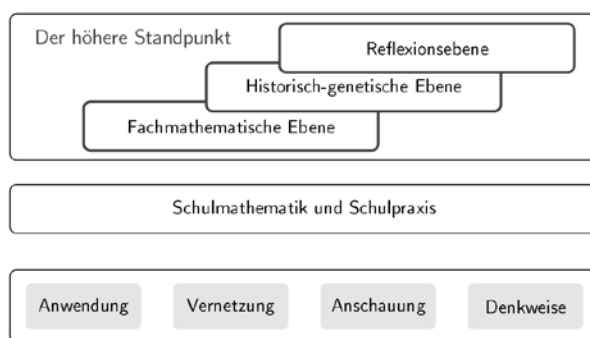 Der höhere Standpunkt
Reflexionsebene
Historisch-genetische Ebene
Fachmathematische Ebene
Schulmathematik und Schulpraxis
Anwendung Vernetzung Anschauung Denkweise